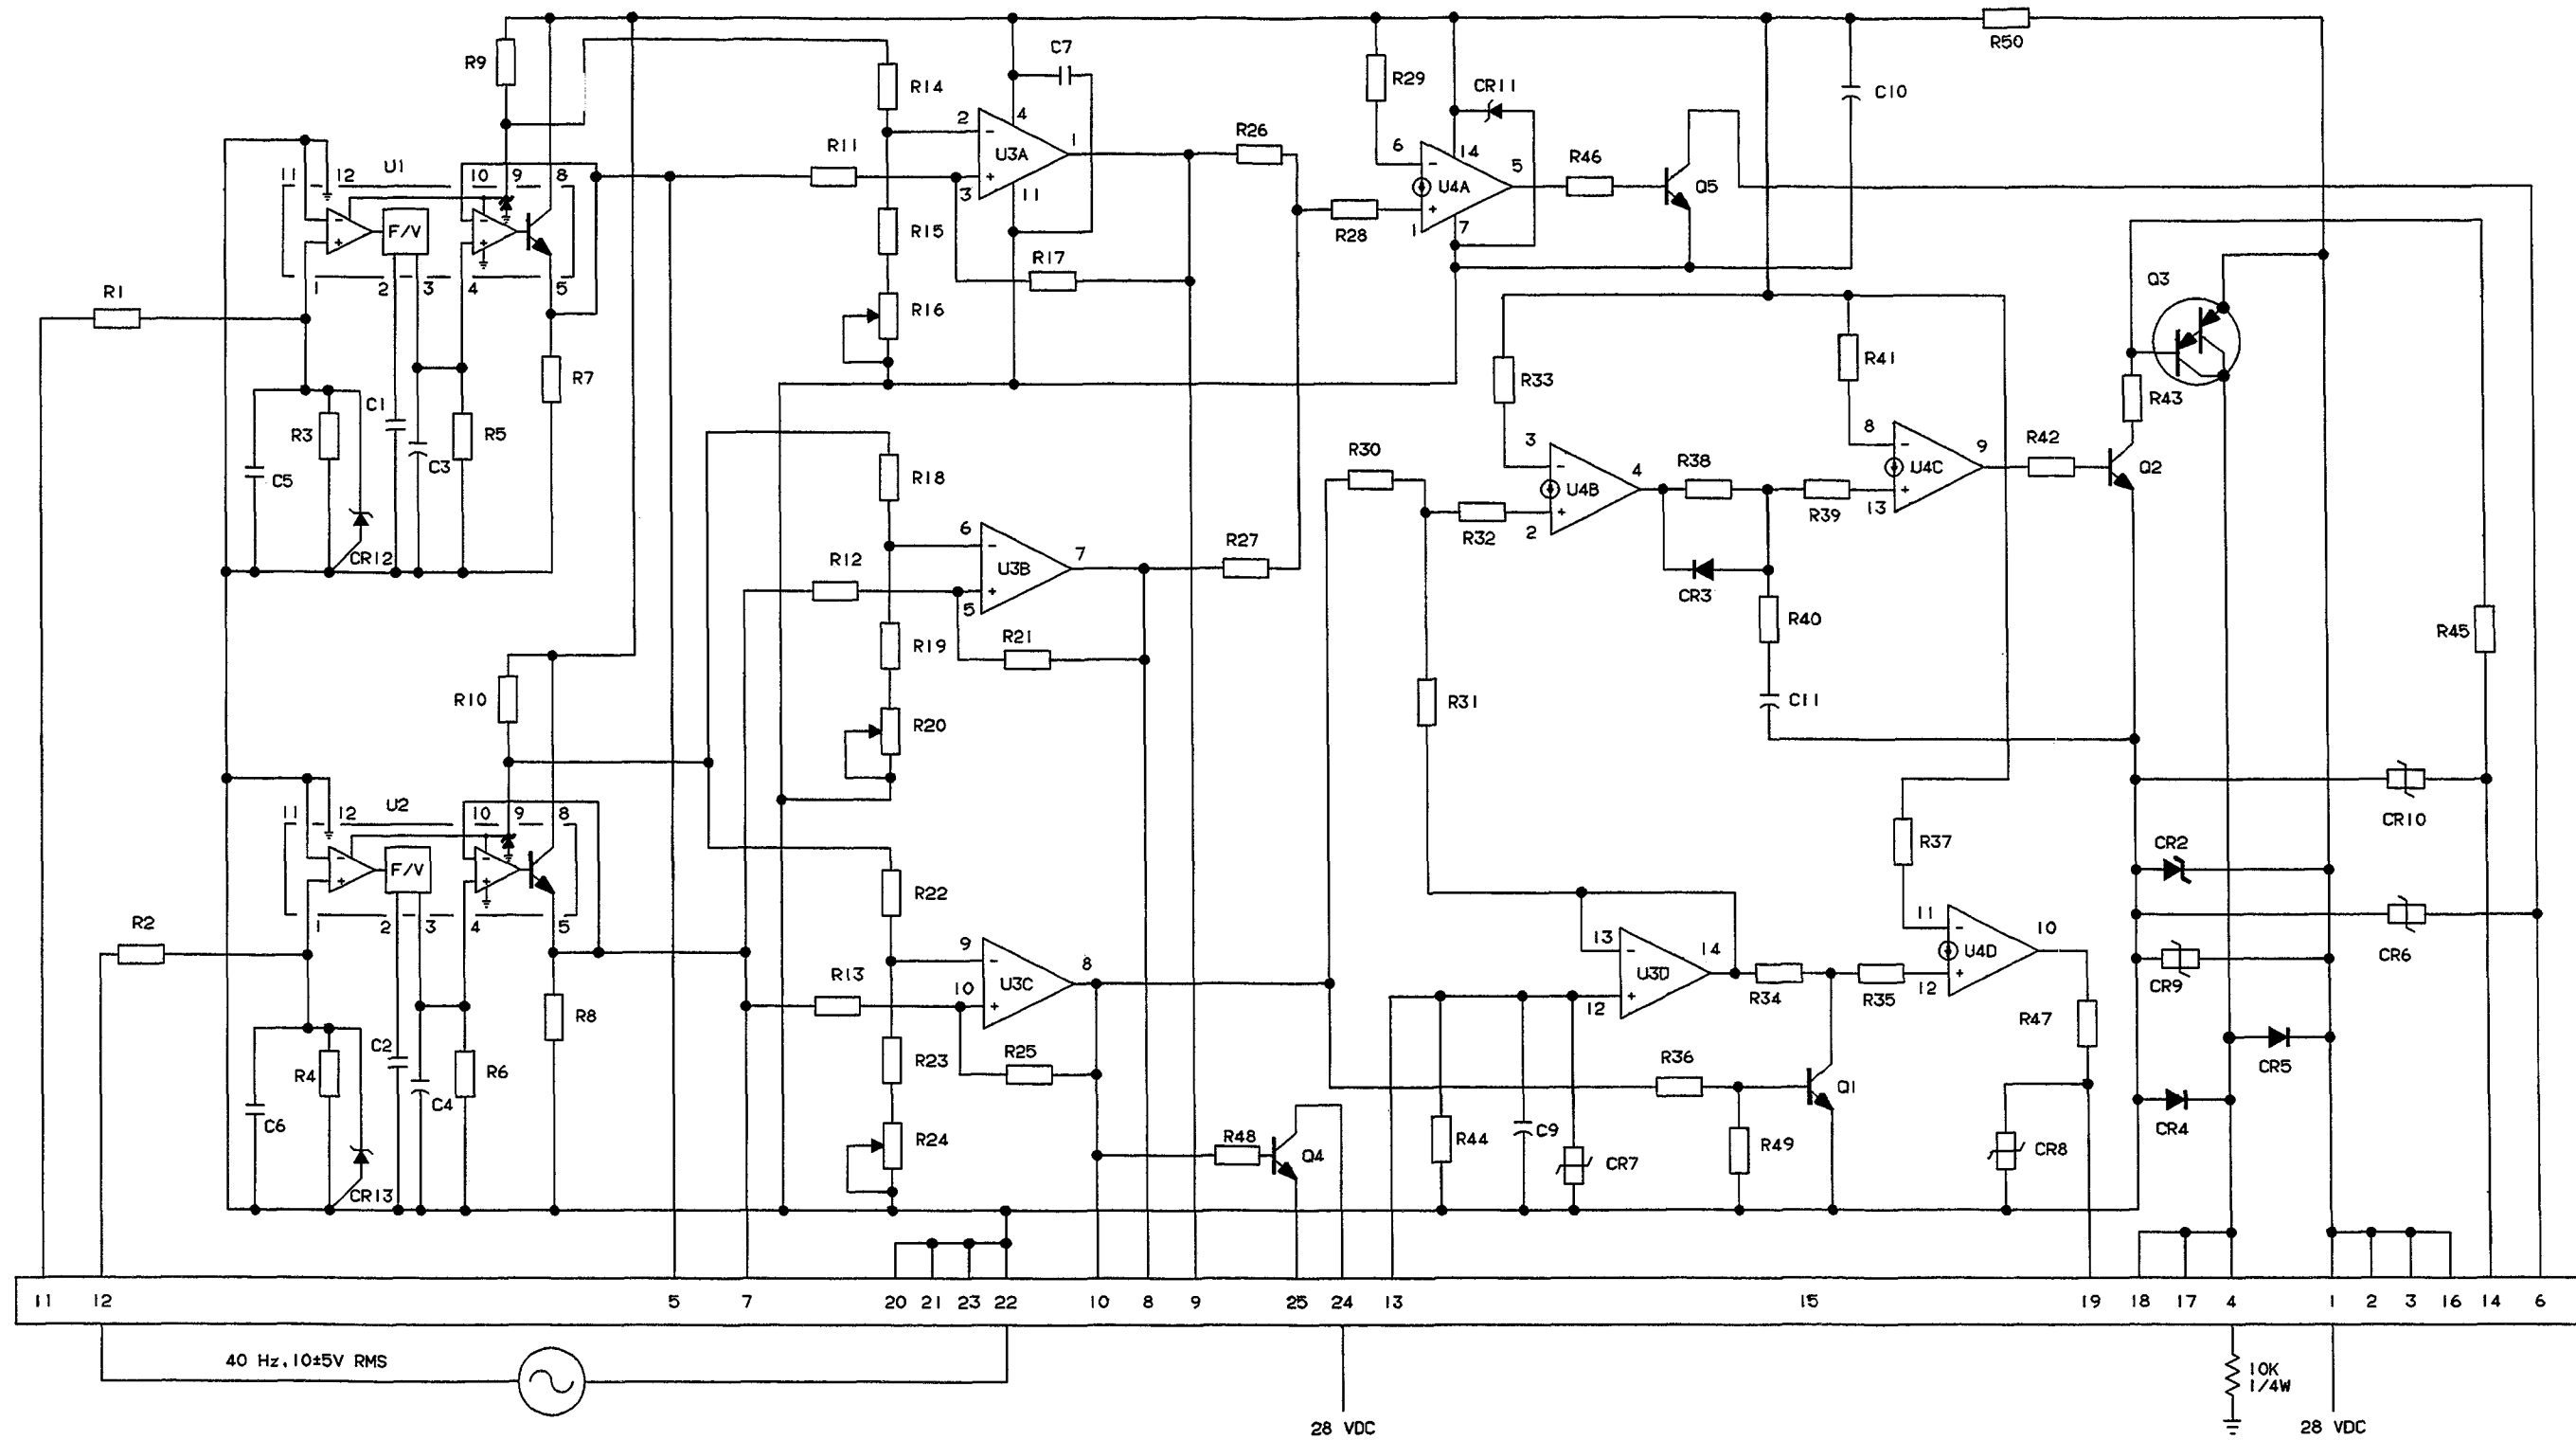 R50
R9
C7
R14
R29
CR11
C10
2
4
U3A
1
3
11
R11
R26
6
14
5
U4A
1
7
R28
R46
Q5
U1
11
12
10
9
8
F/V
1
2
3
4
5
R1
R15
R17
R16
Q3
R7
R33
R41
R43
C1
R3
R5
C3
C5
CR12
R18
R30
3
4
U4B
2
R32
R38
8
9
U4C
13
R39
R42
Q2
CR3
R12
6
7
U3B
5
R27
R21
R19
R40
R45
R10
R20
R31
C11
CR10
U2
11
12
10
9
8
F/V
1
2
3
4
5
R2
R37
CR2
R22
R13
9
8
U3C
10
13
14
U3D
12
R34
R35
11
10
U4D
12
CR6
CR9
R8
R47
C2
R4
R6
C4
C6
CR13
R23
R25
R36
Q1
CR5
R24
R48
Q4
R44
C9
CR7
R49
CR8
CR4
11 12 5 7 20 21 23 22 10 8 9 25 24 13 15 19 18 17 4 1 2 3 16 14 6
40 Hz, 10±5V RMS
10K
1/4W
28 VDC
28 VDC